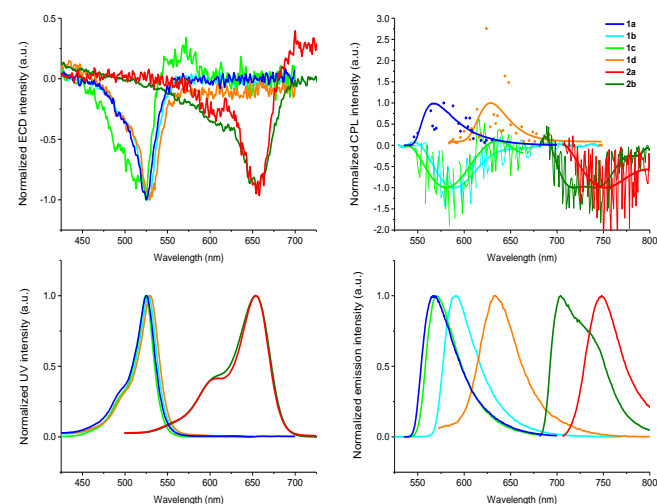 0.5
0.0
-0.5
-1.0
Normalized ECD intensity (a.u.)
450 500 550 600 650 700
Wavelength (nm)
2.0
1.5
1.0
0.5
0.0
-0.5
-1.0
-1.5
-2.0
Normalized CPL intensity (a.u.)
1a
1b
1c
1d
2a
2b
550 600 650 700 750 800
Wavelength (nm)
1.0
0.5
0.0
Normalized UV intensity (a.u.)
450 500 550 600 650 700
Wavelength (nm)
1.0
0.5
0.0
Normalized emission intensity (a.u.)
550 600 650 700 750 800
Wavelength (nm)